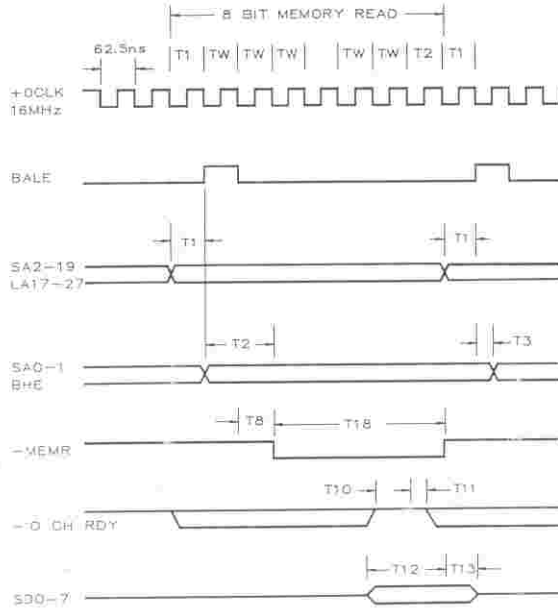 8 BIT MEMORY READ
62.5ns
T1 TW TW TW TW TW T2 T1
+OCLK
16MHz
BALE
T1 T1
SA2-19
LA17-27
T2 T3
SA0-1
BHE
T8 T18
-MEMR
T10 T11
O CH RDY
T12 T13
SD0-7